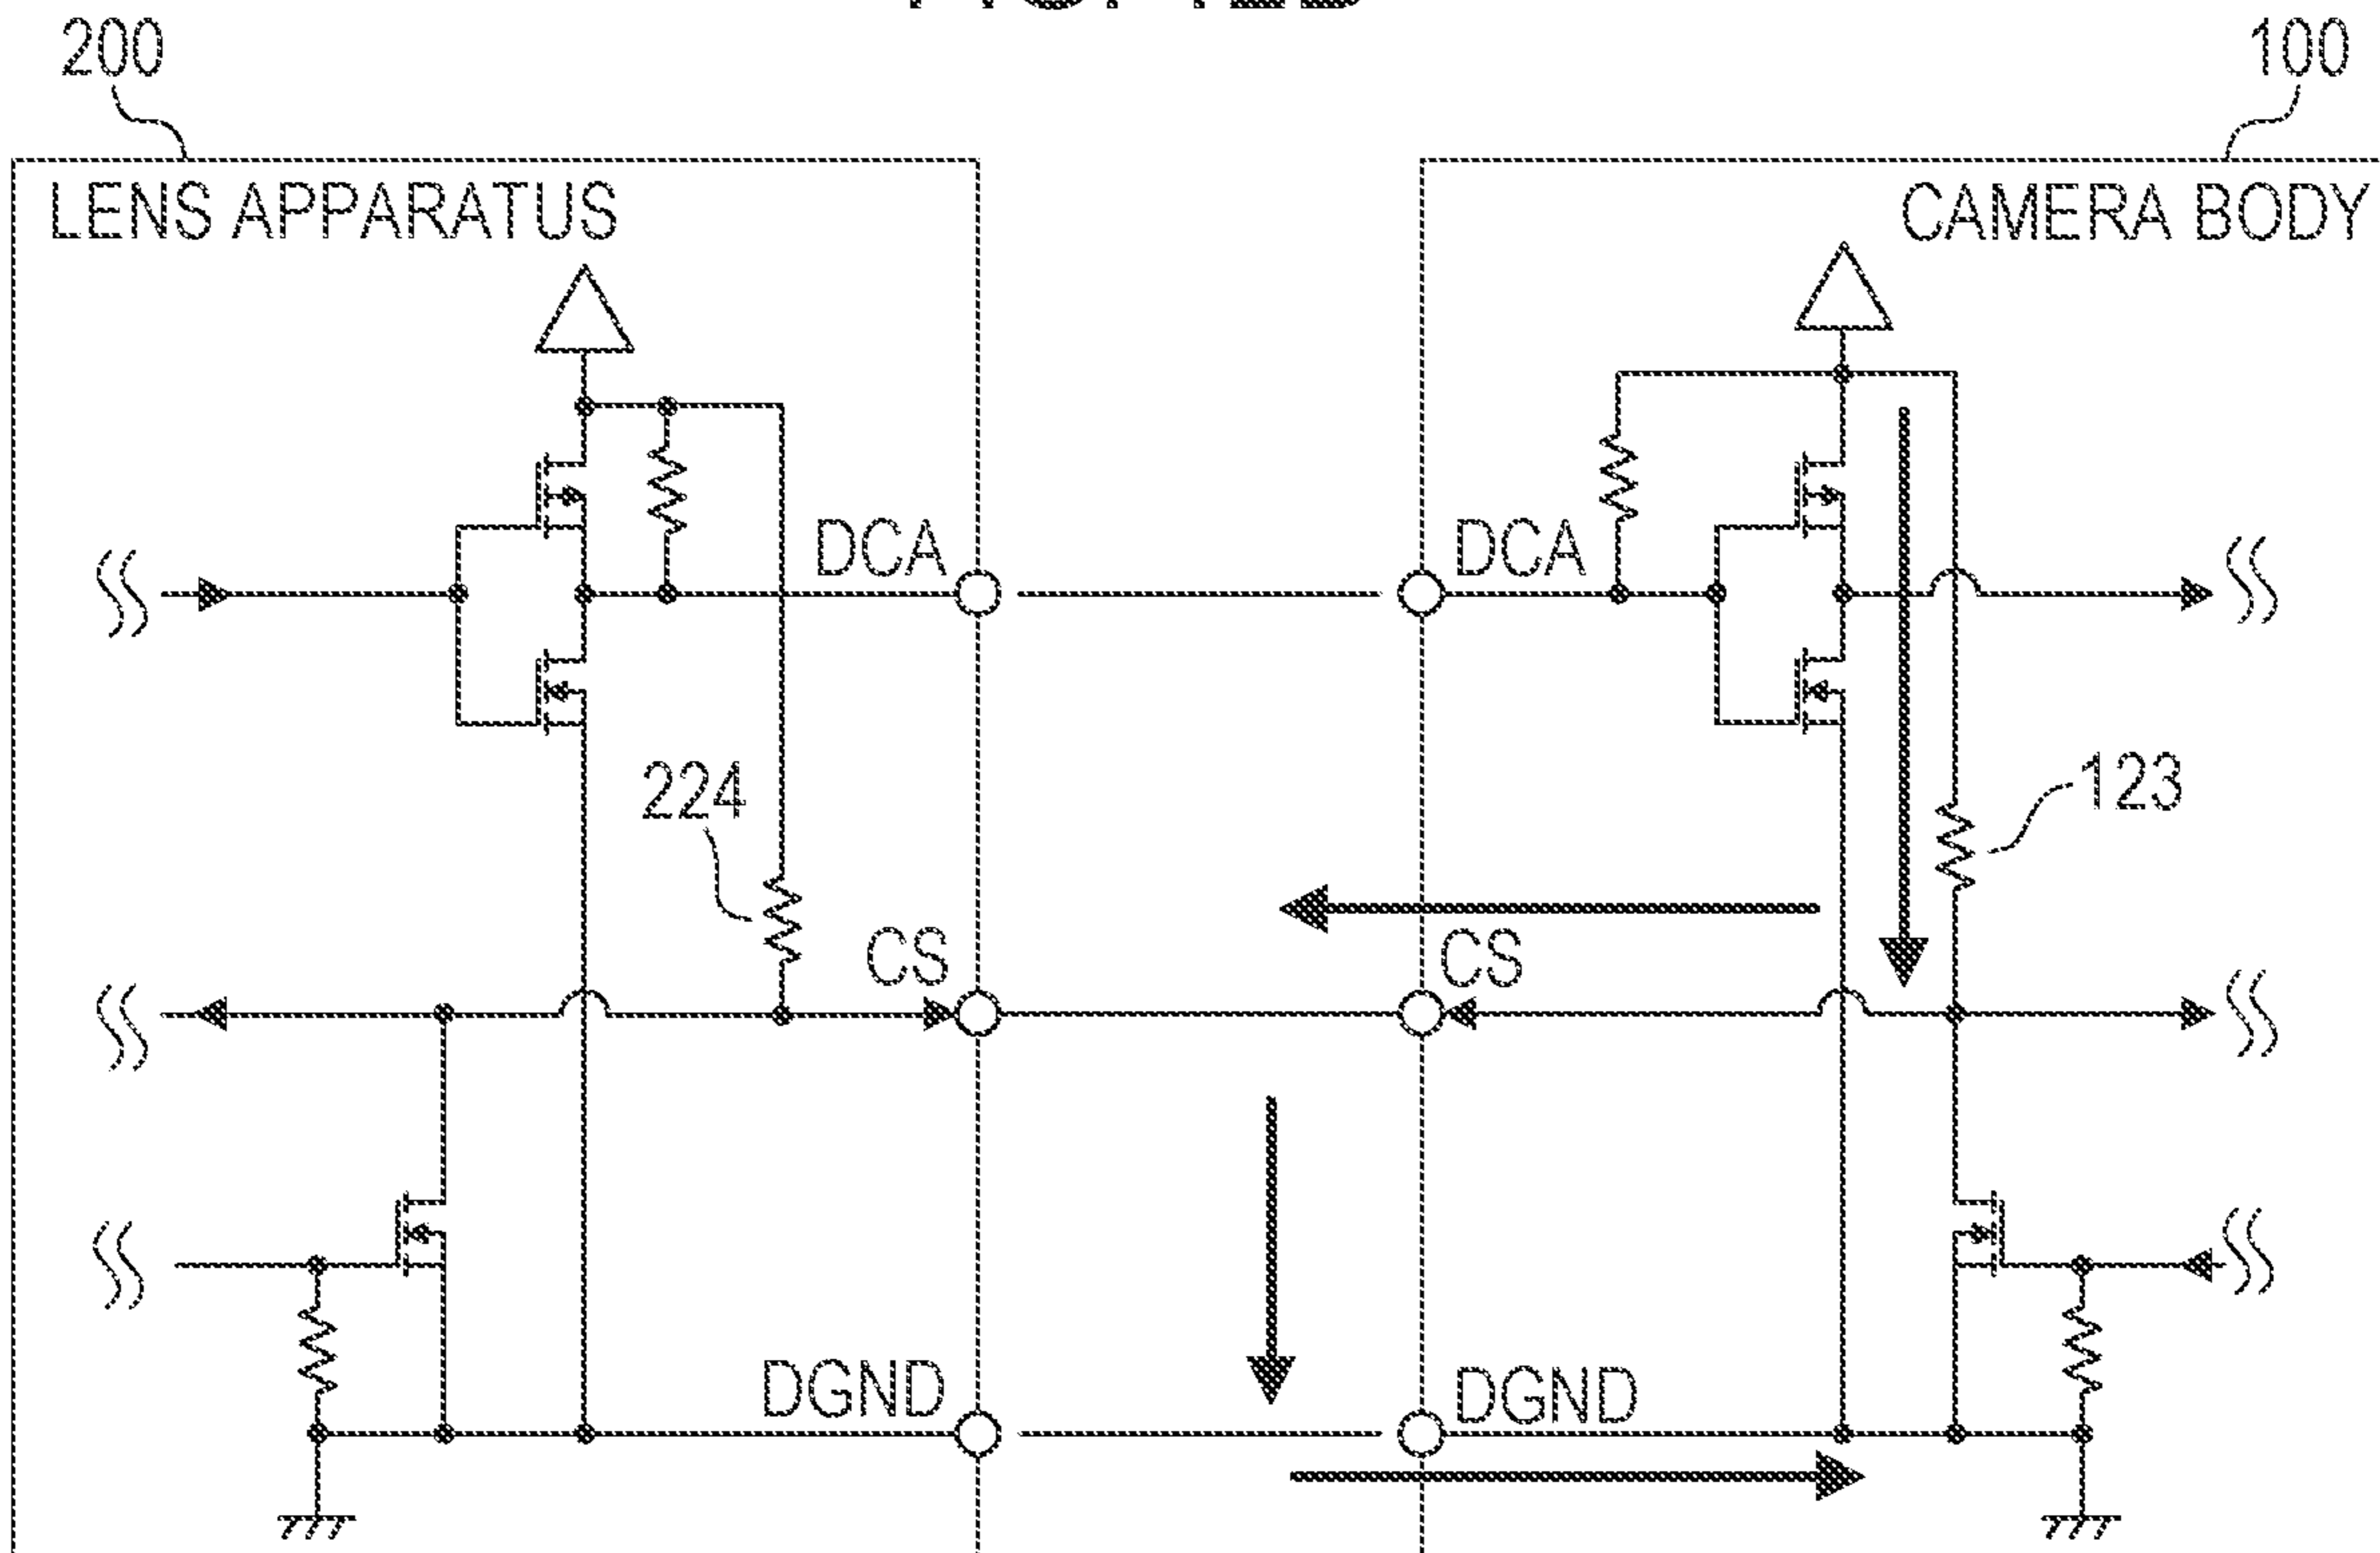 200
100
LENS APPARATUS
CAMERA BODY
DCA
DCA
224
123
CS
CS
DGND
DGND